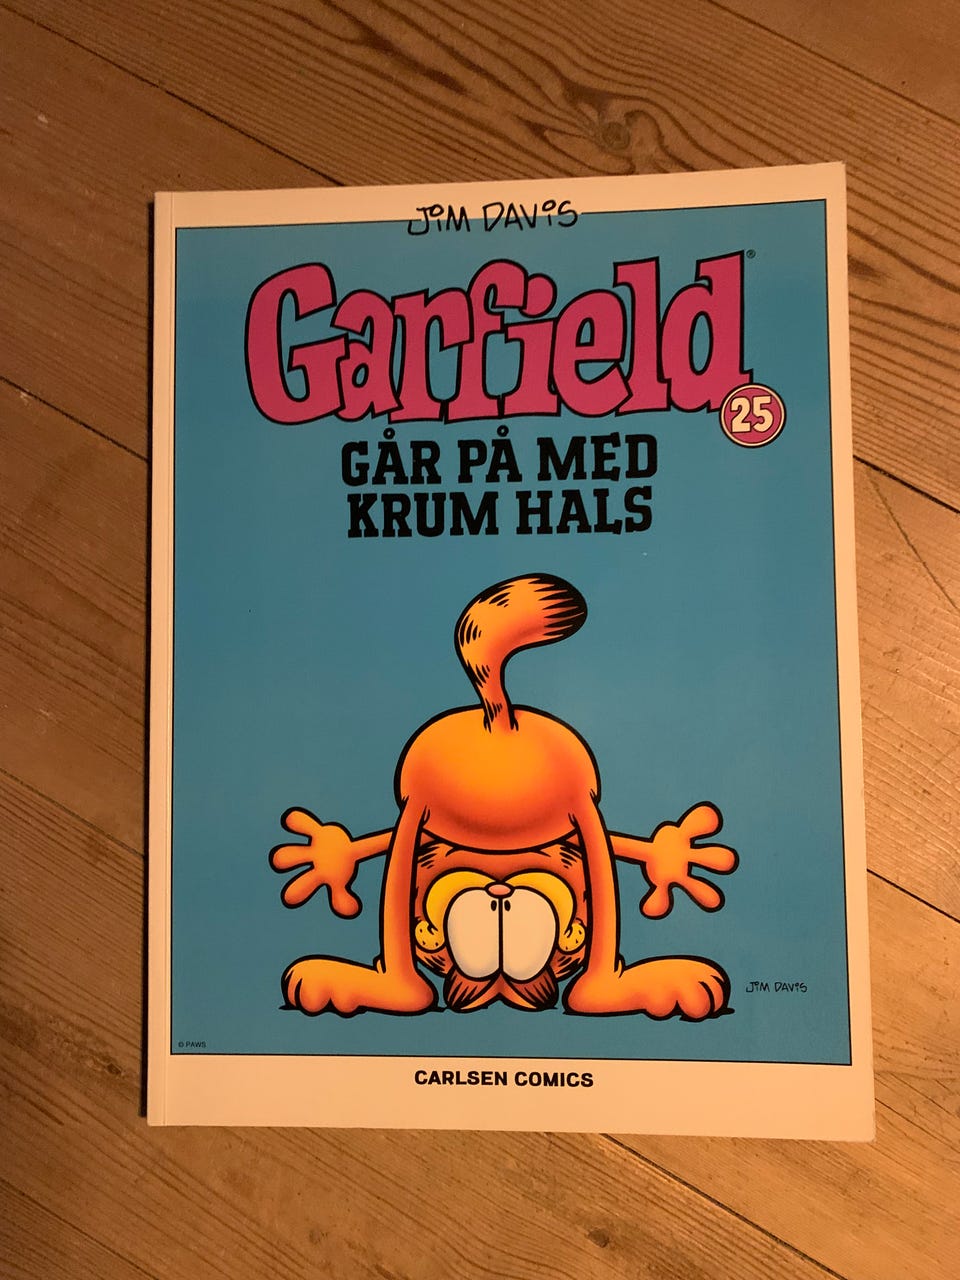 JIM DAVIS
Garfield®
25
GÅR PÅ MED
KRUM HALS
JIM DAVIS
© PAWS
CARLSEN COMICS